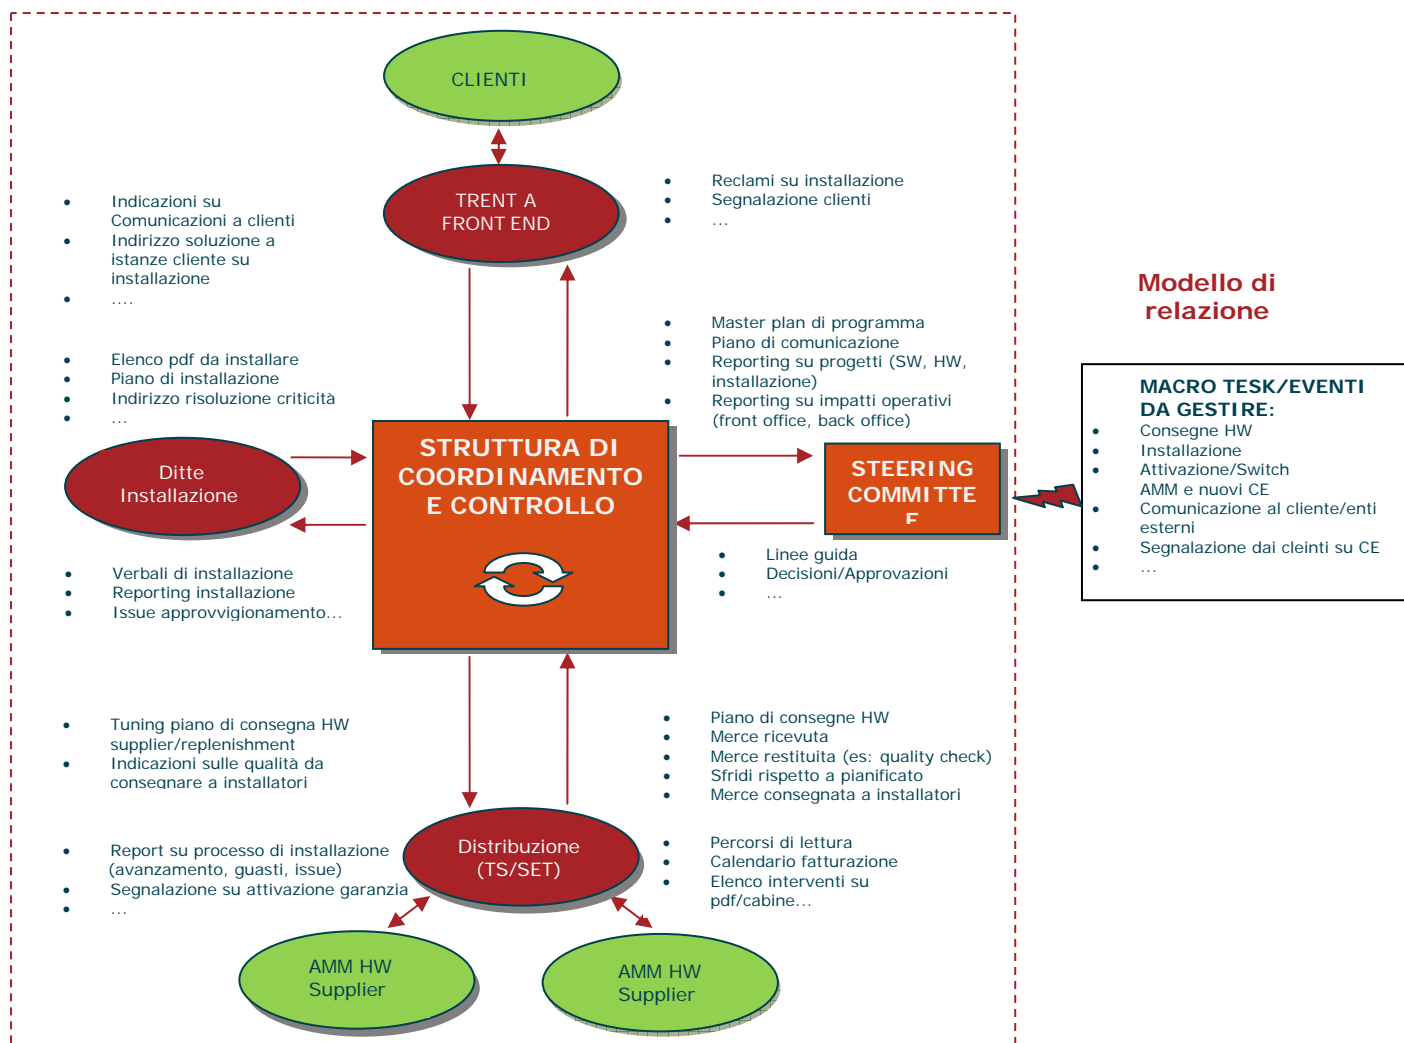 CLIENTI
TRENT A
FRONT END
• Indicazioni su
Comunicazioni a clienti
• Indirizzo soluzione a
istanze cliente su
installazione
• ....
• Reclami su installazione
• Segnalazione clienti
• ...
• Elenco pdf da installare
• Piano di installazione
• Indirizzo risoluzione criticità
• ...
• Master plan di programma
• Piano di comunicazione
• Reporting su progetti (SW, HW,
installazione)
• Reporting su impatti operativi
(front office, back office)
Modello di
relazione
Ditte
Installazione
STRUTTURA DI
COORDINAMENTO
E CONTROLLO
STEERING
COMMITTE
E
MACRO TESK/EVENTI
DA GESTIRE:
• Consegne HW
• Installazione
• Attivazione/Switch
AMM e nuovi CE
• Comunicazione al cliente/enti
esterni
• Segnalazione dai cleinti su CE
• ...
• Verbali di installazione
• Reporting installazione
• Issue approvvigionamento...
• Linee guida
• Decisioni/Approvazioni
• ...
• Tuning piano di consegna HW
supplier/replenishment
• Indicazioni sulle qualità da
consegnare a installatori
• Piano di consegne HW
• Merce ricevuta
• Merce restituita (es: quality check)
• Sfridi rispetto a pianificato
• Merce consegnata a installatori
• Report su processo di installazione
(avanzamento, guasti, issue)
• Segnalazione su attivazione garanzia
• ...
Distribuzione
(TS/SET)
• Percorsi di lettura
• Calendario fatturazione
• Elenco interventi su
pdf/cabine...
AMM HW
Supplier
AMM HW
Supplier